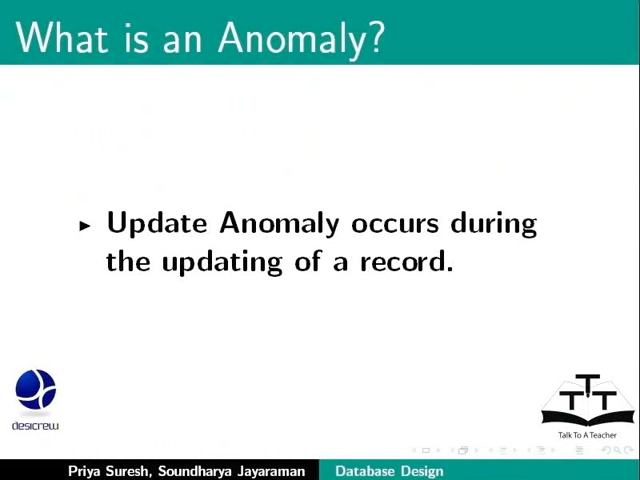 What is an Anomaly?
Update Anomaly occurs during
the updating of a record.
desicrew
T T T
Talk To A Teacher
Priya Suresh, Soundharya Jayaraman Database Design